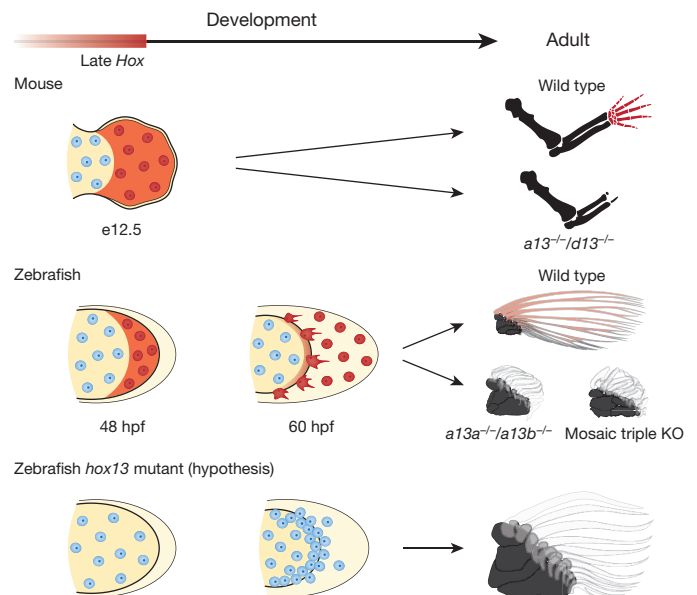 Development
Adult
Late Hox
Mouse
Wild type
e12.5
a13–/–/d13–/–
Zebrafish
Wild type
48 hpf
60 hpf
a13a–/–/a13b–/–
Mosaic triple KO
Zebrafish hox13 mutant (hypothesis)